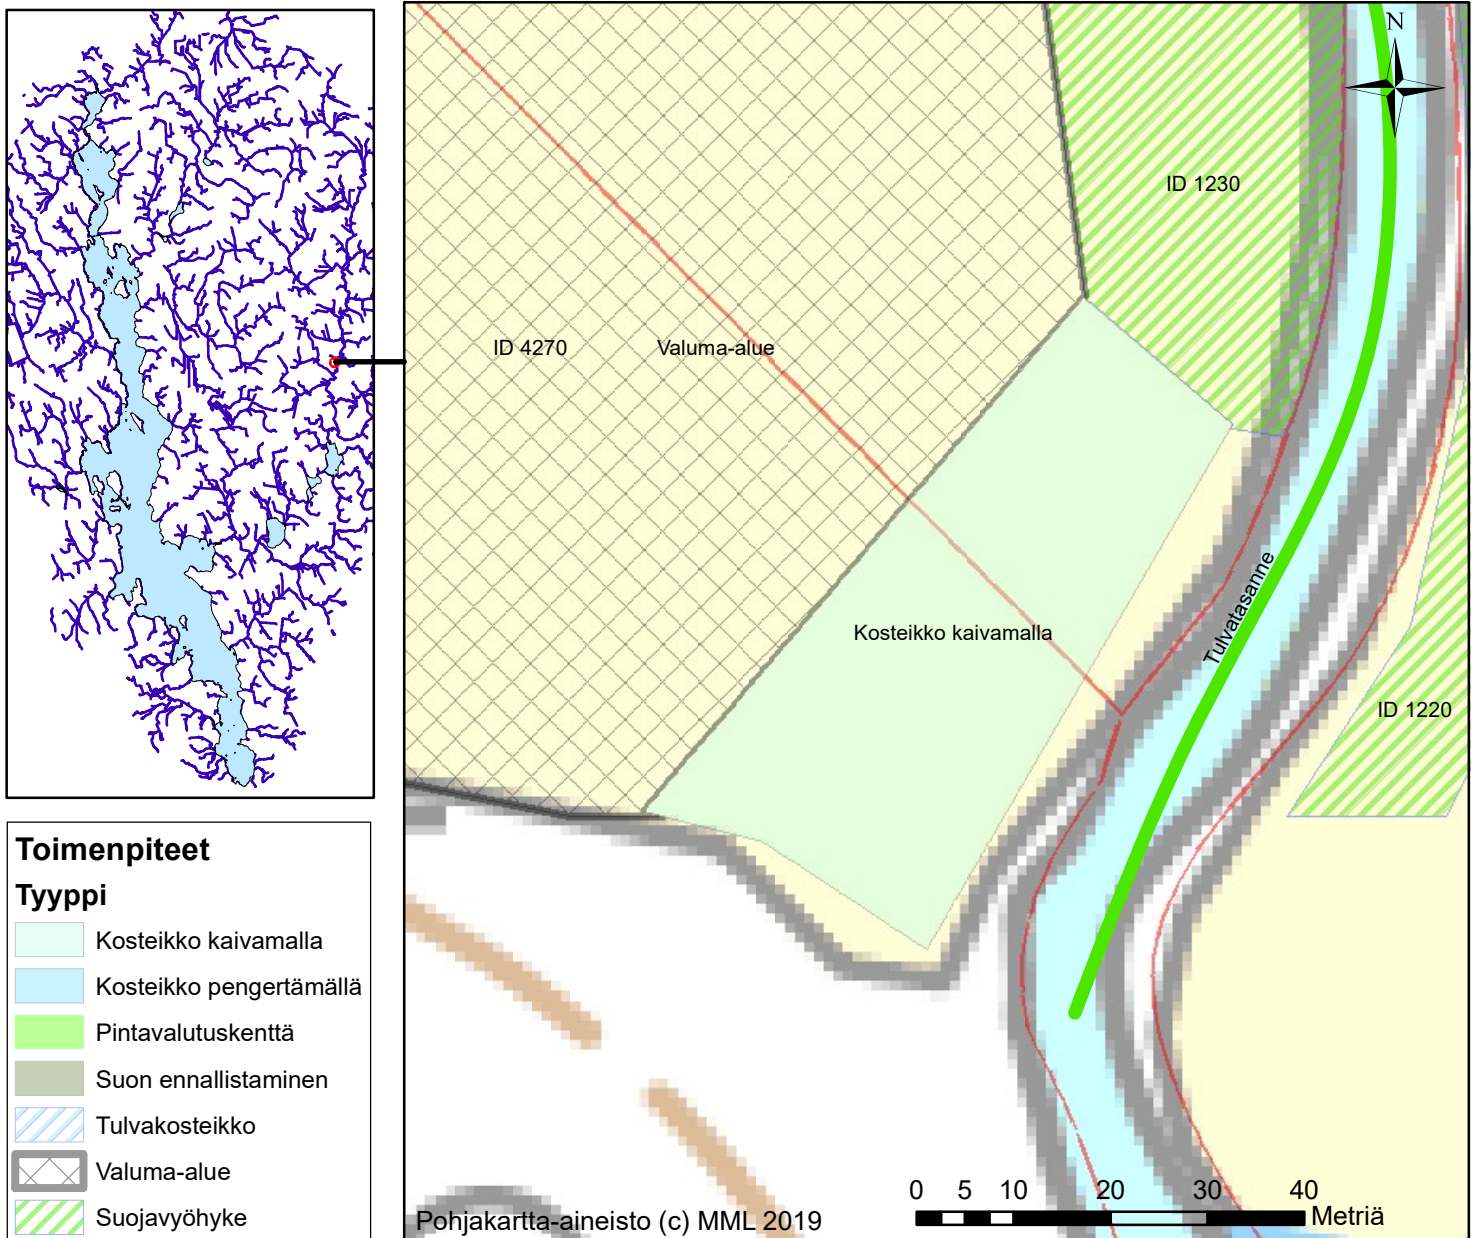 N
ID 1230
ID 4270
Valuma-alue
Kosteikko kaivamalla
Tulvatasanne
ID 1220
Toimenpiteet
Tyyppi
Kosteikko kaivamalla
Kosteikko pengertämällä
Pintavalutuskenttä
Suon ennallistaminen
Tulvakosteikko
Valuma-alue
Suojavyöhyke
0 5 10 20 30 40
Metriä
Pohjakartta-aineisto (c) MML 2019